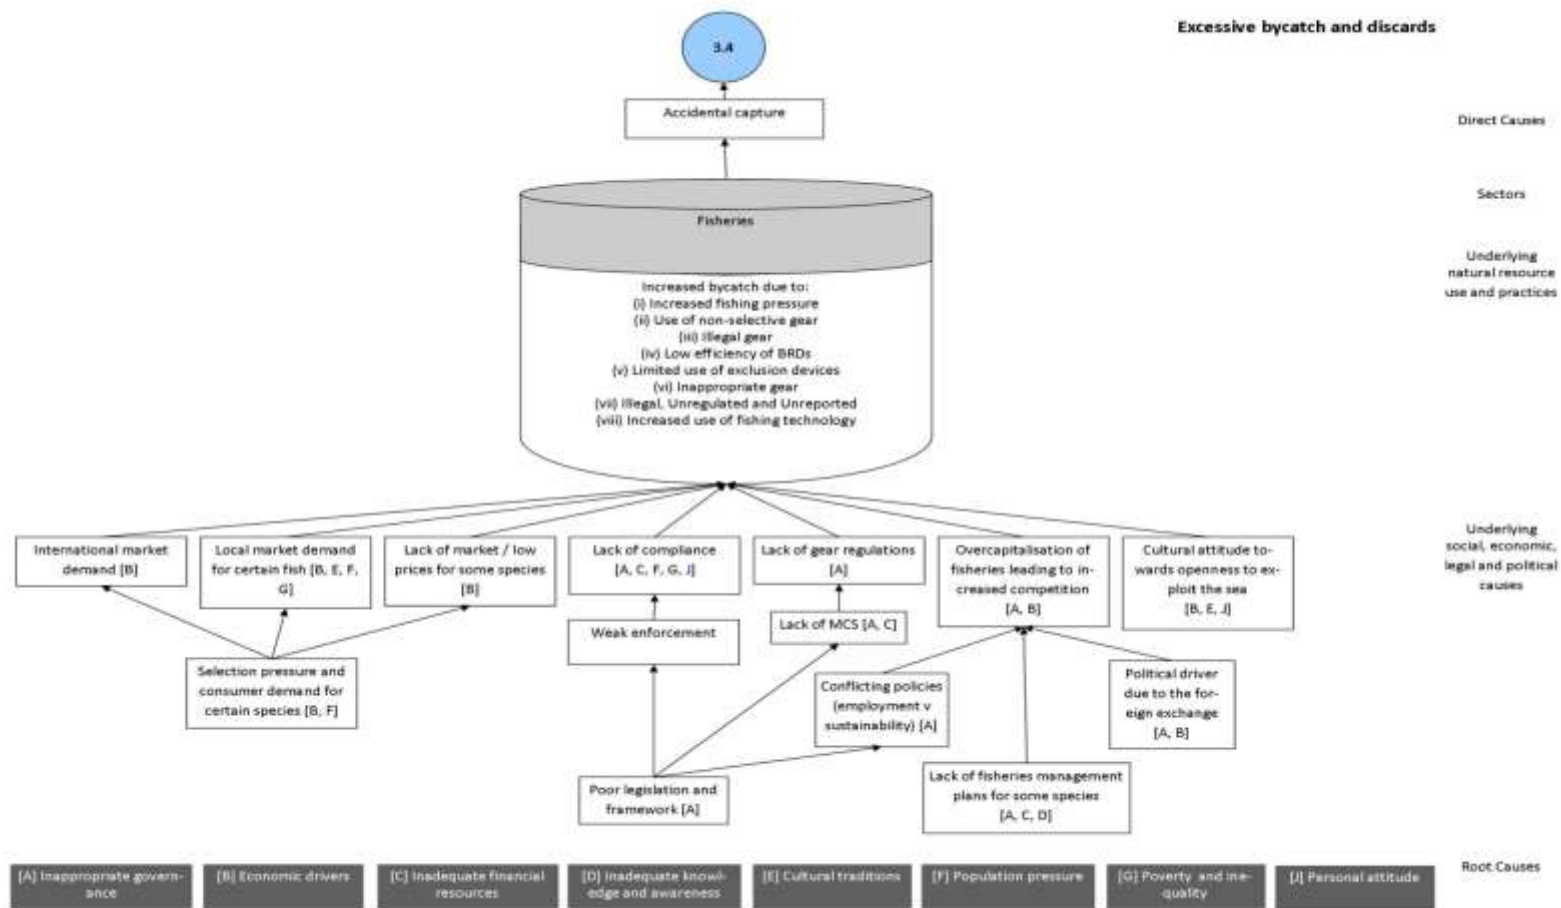 Excessive bycatch and discards
3.4
Accidental capture
Direct Causes
Sectors
Fisheries
Underlying
natural resource
use and practices
Increased bycatch due to:
(i) Increased fishing pressure
(ii) Use of non-selective gear
(iii) Illegal gear
(iv) Low efficiency of BRDs
(v) Limited use of exclusion devices
(vi) Inappropriate gear
(vii) Illegal, Unregulated and Unreported
(viii) Increased use of fishing technology
International market
demand [B]
Local market demand
for certain fish [B, E, F,
G]
Lack of market / low
prices for some species
[B]
Lack of compliance
[A, C, F, G, J]
Lack of gear regulations
[A]
Overcapitalisation of
fisheries leading to in-
creased competition
[A, B]
Cultural attitude to-
wards openness to ex-
ploit the sea
[B, E, J]
Underlying
social, economic,
legal and political
causes
Weak enforcement
Lack of MCS [A, C]
Selection pressure and
consumer demand for
certain species [B, F]
Conflicting policies
(employment v
sustainability) [A]
Political driver
due to the for-
eign exchange
[A, B]
Poor legislation and
framework [A]
Lack of fisheries management
plans for some species
[A, C, D]
Root Causes
[A] Inappropriate govern-
ance
[B] Economic drivers
[C] Inadequate financial
resources
[D] Inadequate knowl-
edge and awareness
[E] Cultural traditions
[F] Population pressure
[G] Poverty and ine-
quality
[J] Personal attitude